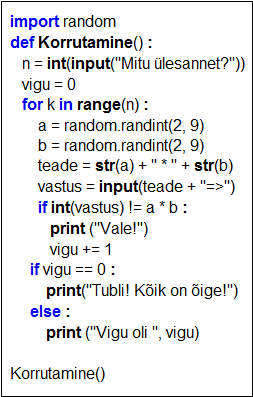 import random
def Korrutamine() :
n = int(input("Mitu ülesannet?"))
vigu = 0
for k in range(n) :
a = random.randint(2, 9)
b = random.randint(2, 9)
teade = str(a) + " * " + str(b)
vastus = input(teade + "=>")
if int(vastus) != a * b :
print ("Vale!")
vigu += 1
if vigu == 0 :
print("Tubli! Kõik on õige!")
else :
print ("Vigu oli ", vigu)
Korrutamine()